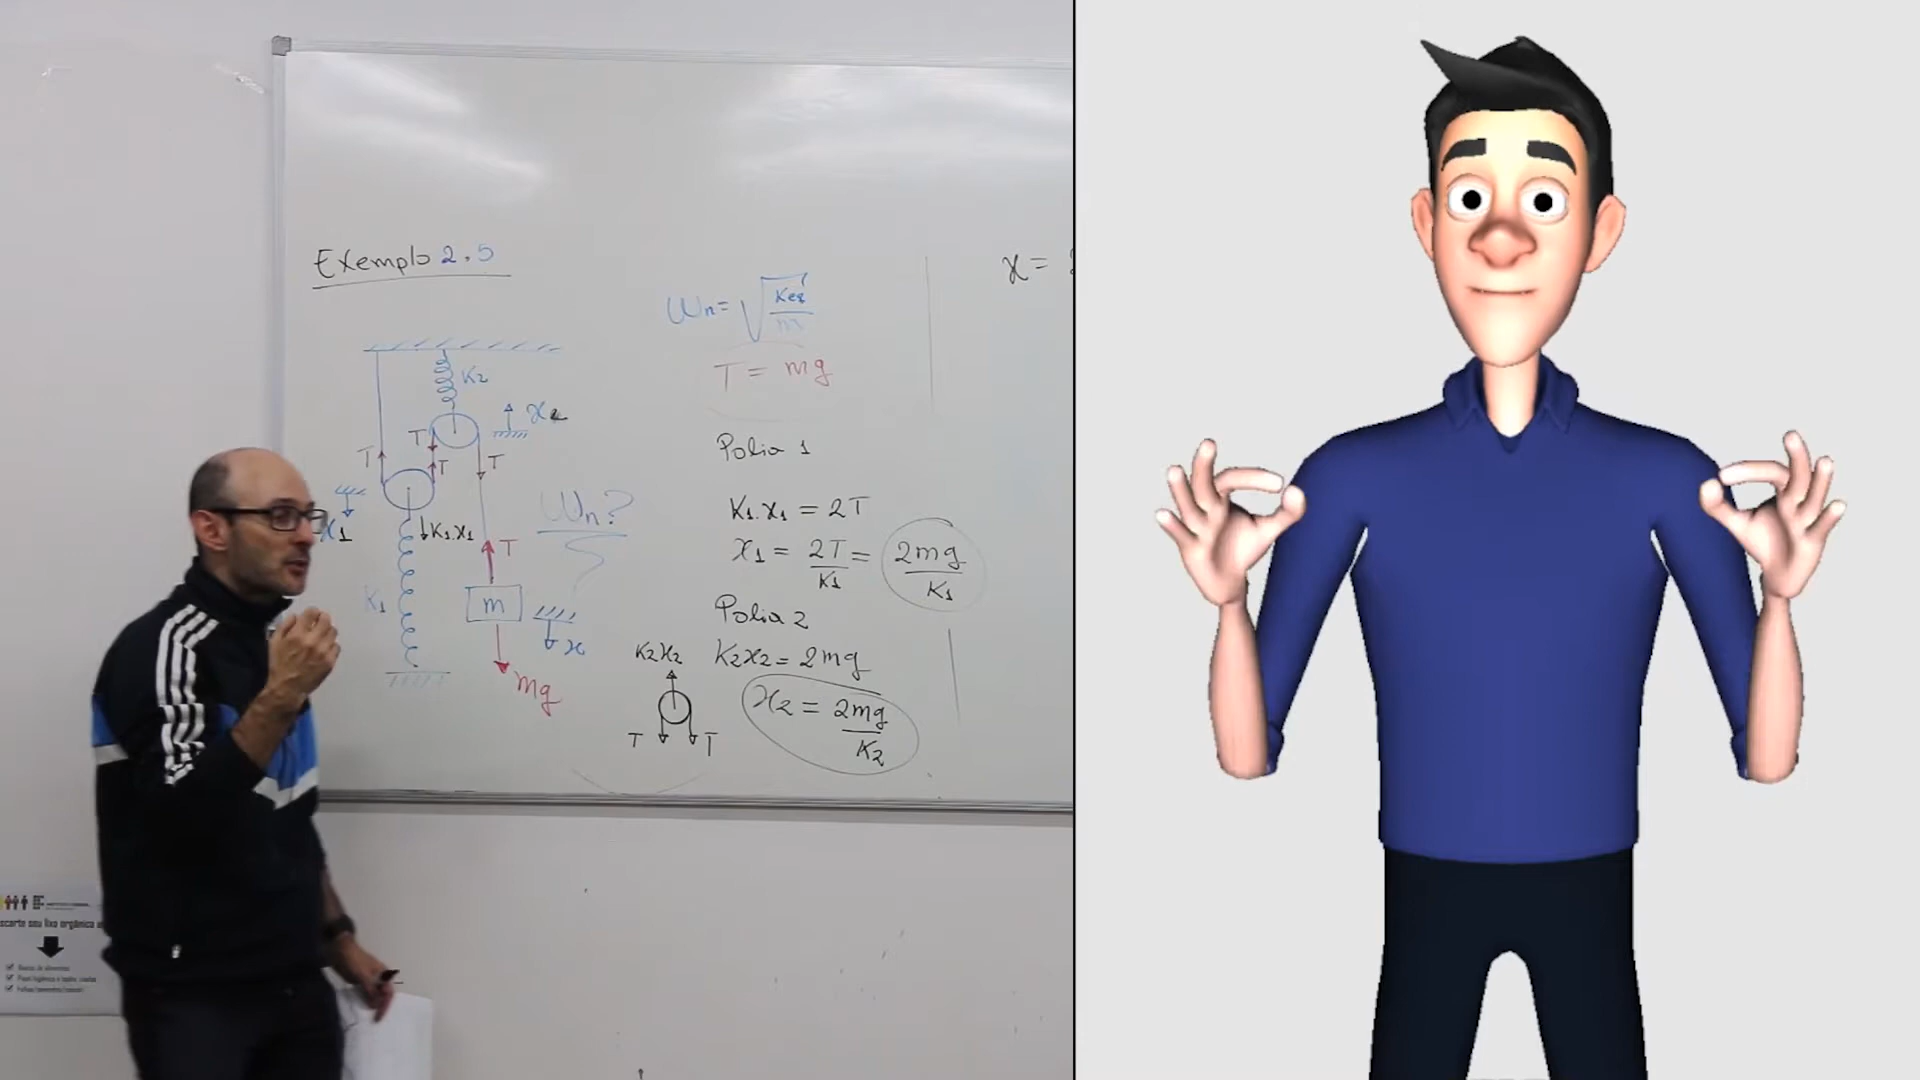 Exemplo 2.5
x =
Wn = √ Keq / m
T = mg
K2
x2
T
T
T
T
Polia 1
x1
K1.x1
Wn?
K1.x1 = 2T
T
x1 = 2T / K1 = 2mg / K1
K1
m
x
Polia 2
K2x2
K2x2 = 2mg
mg
x2 = 2mg / K2
T T